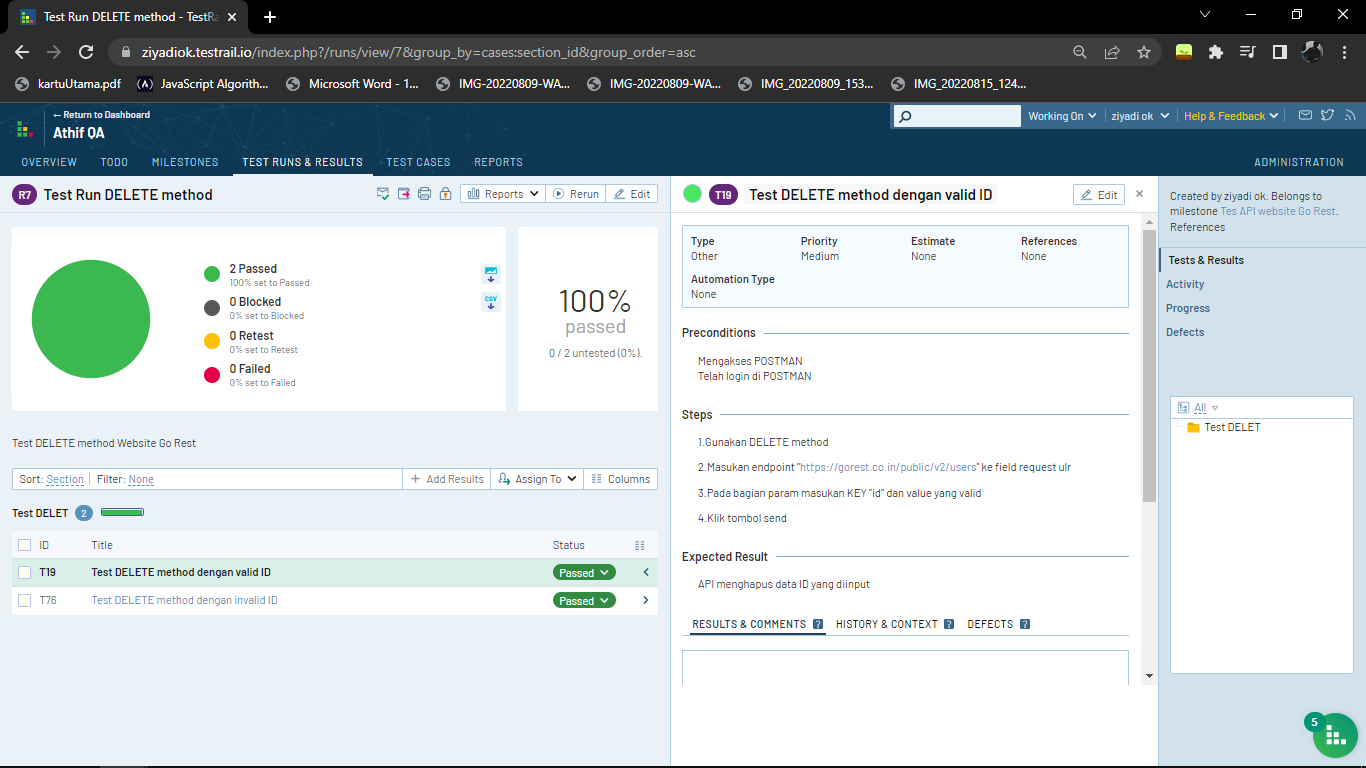 Test Run DELETE method - TestRa
ziyadiok.testrail.io/index.php?/runs/view/7&group_by=cases:section_id&group_order=asc
kartuUtama.pdf
JavaScript Algorith...
Microsoft Word - 1...
IMG-20220809-WA...
IMG-20220809-WA...
IMG_20220809_153...
IMG_20220815_124...
← Return to Dashboard
Athif QA
Working On
ziyadi ok
Help & Feedback
OVERVIEW
TODO
MILESTONES
TEST RUNS & RESULTS
TEST CASES
REPORTS
ADMINISTRATION
R7
Test Run DELETE method
Reports
Rerun
Edit
2 Passed
100% set to Passed
0 Blocked
0% set to Blocked
0 Retest
0% set to Retest
0 Failed
0% set to Failed
CSV
100%
passed
0 / 2 untested (0%).
Test DELETE method Website Go Rest
Sort: Section
Filter: None
Add Results
Assign To
Columns
Test DELET
2
ID
Title
Status
T19
Test DELETE method dengan valid ID
Passed
T76
Test DELETE method dengan invalid ID
Passed
T19
Test DELETE method dengan valid ID
Edit
×
Type
Other
Priority
Medium
Estimate
None
References
None
Automation Type
None
Preconditions
Mengakses POSTMAN
Telah login di POSTMAN
Steps
1.Gunakan DELETE method
2.Masukan endpoint "https://gorest.co.in/public/v2/users" ke field request ulr
3.Pada bagian param masukan KEY "id" dan value yang valid
4.Klik tombol send
Expected Result
API menghapus data ID yang diinput
RESULTS & COMMENTS ?
HISTORY & CONTEXT ?
DEFECTS ?
Created by ziyadi ok. Belongs to
milestone Tes API website Go Rest.
References
Tests & Results
Activity
Progress
Defects
All
Test DELET
5